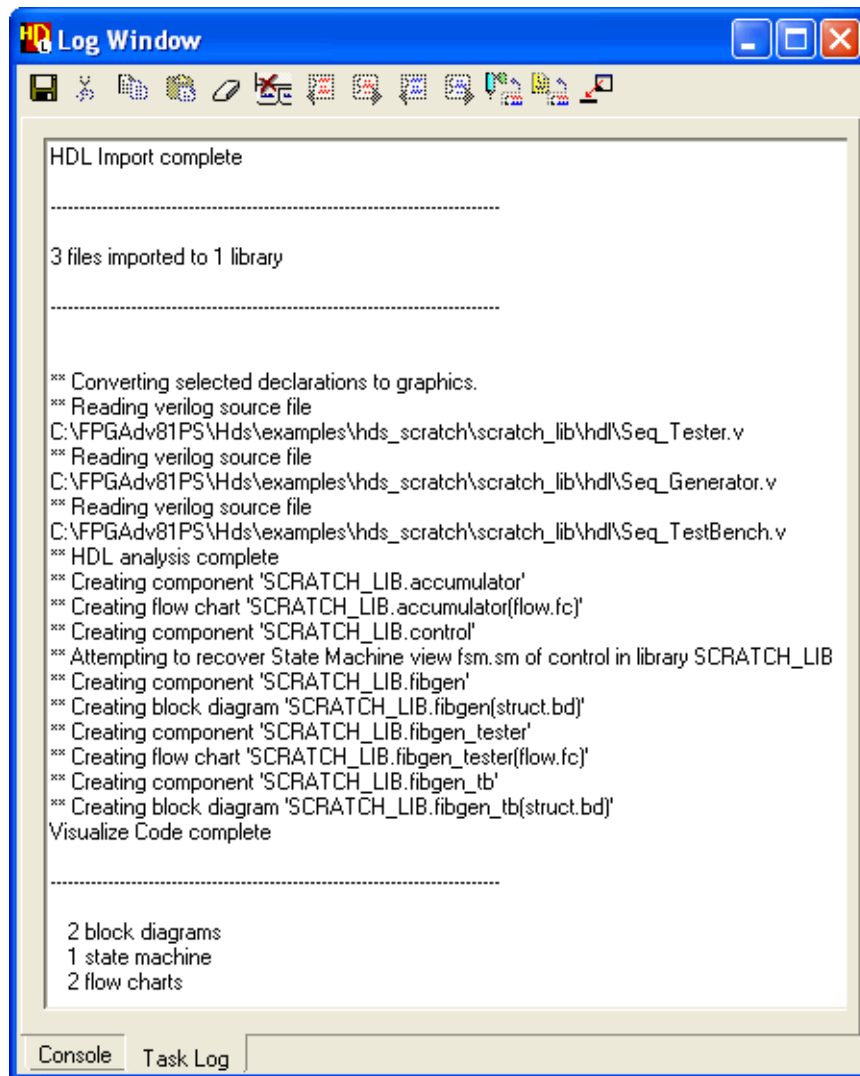 Log Window
HDL Import complete
--------------------------------------------------------------------------------
3 files imported to 1 library
--------------------------------------------------------------------------------
** Converting selected declarations to graphics.
** Reading verilog source file
C:\FPGAdv81PS\Hds\examples\hds_scratch\scratch_lib\hdl\Seq_Tester.v
** Reading verilog source file
C:\FPGAdv81PS\Hds\examples\hds_scratch\scratch_lib\hdl\Seq_Generator.v
** Reading verilog source file
C:\FPGAdv81PS\Hds\examples\hds_scratch\scratch_lib\hdl\Seq_TestBench.v
** HDL analysis complete
** Creating component 'SCRATCH_LIB.accumulator'
** Creating flow chart 'SCRATCH_LIB.accumulator(flow.fc)'
** Creating component 'SCRATCH_LIB.control'
** Attempting to recover State Machine view fsm.sm of control in library SCRATCH_LIB
** Creating component 'SCRATCH_LIB.fibgen'
** Creating block diagram 'SCRATCH_LIB.fibgen(struct.bd)'
** Creating component 'SCRATCH_LIB.fibgen_tester'
** Creating flow chart 'SCRATCH_LIB.fibgen_tester(flow.fc)'
** Creating component 'SCRATCH_LIB.fibgen_tb'
** Creating block diagram 'SCRATCH_LIB.fibgen_tb(struct.bd)'
Visualize Code complete
--------------------------------------------------------------------------------
2 block diagrams
1 state machine
2 flow charts
Console Task Log